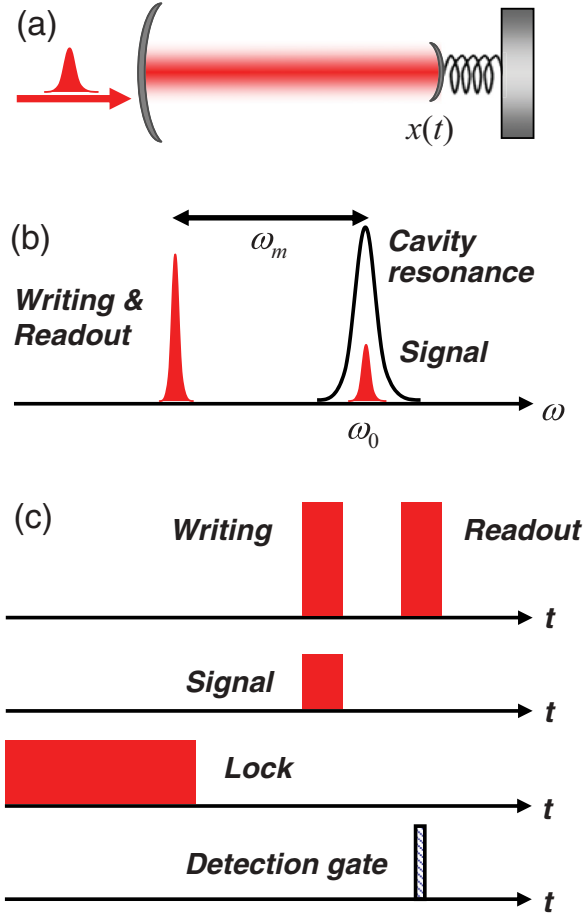 (a)
x(t)
(b)
ω_m
Cavity
resonance
Writing &
Readout
Signal
ω
ω_0
(c)
Writing
Readout
t
Signal
t
Lock
t
Detection gate
t